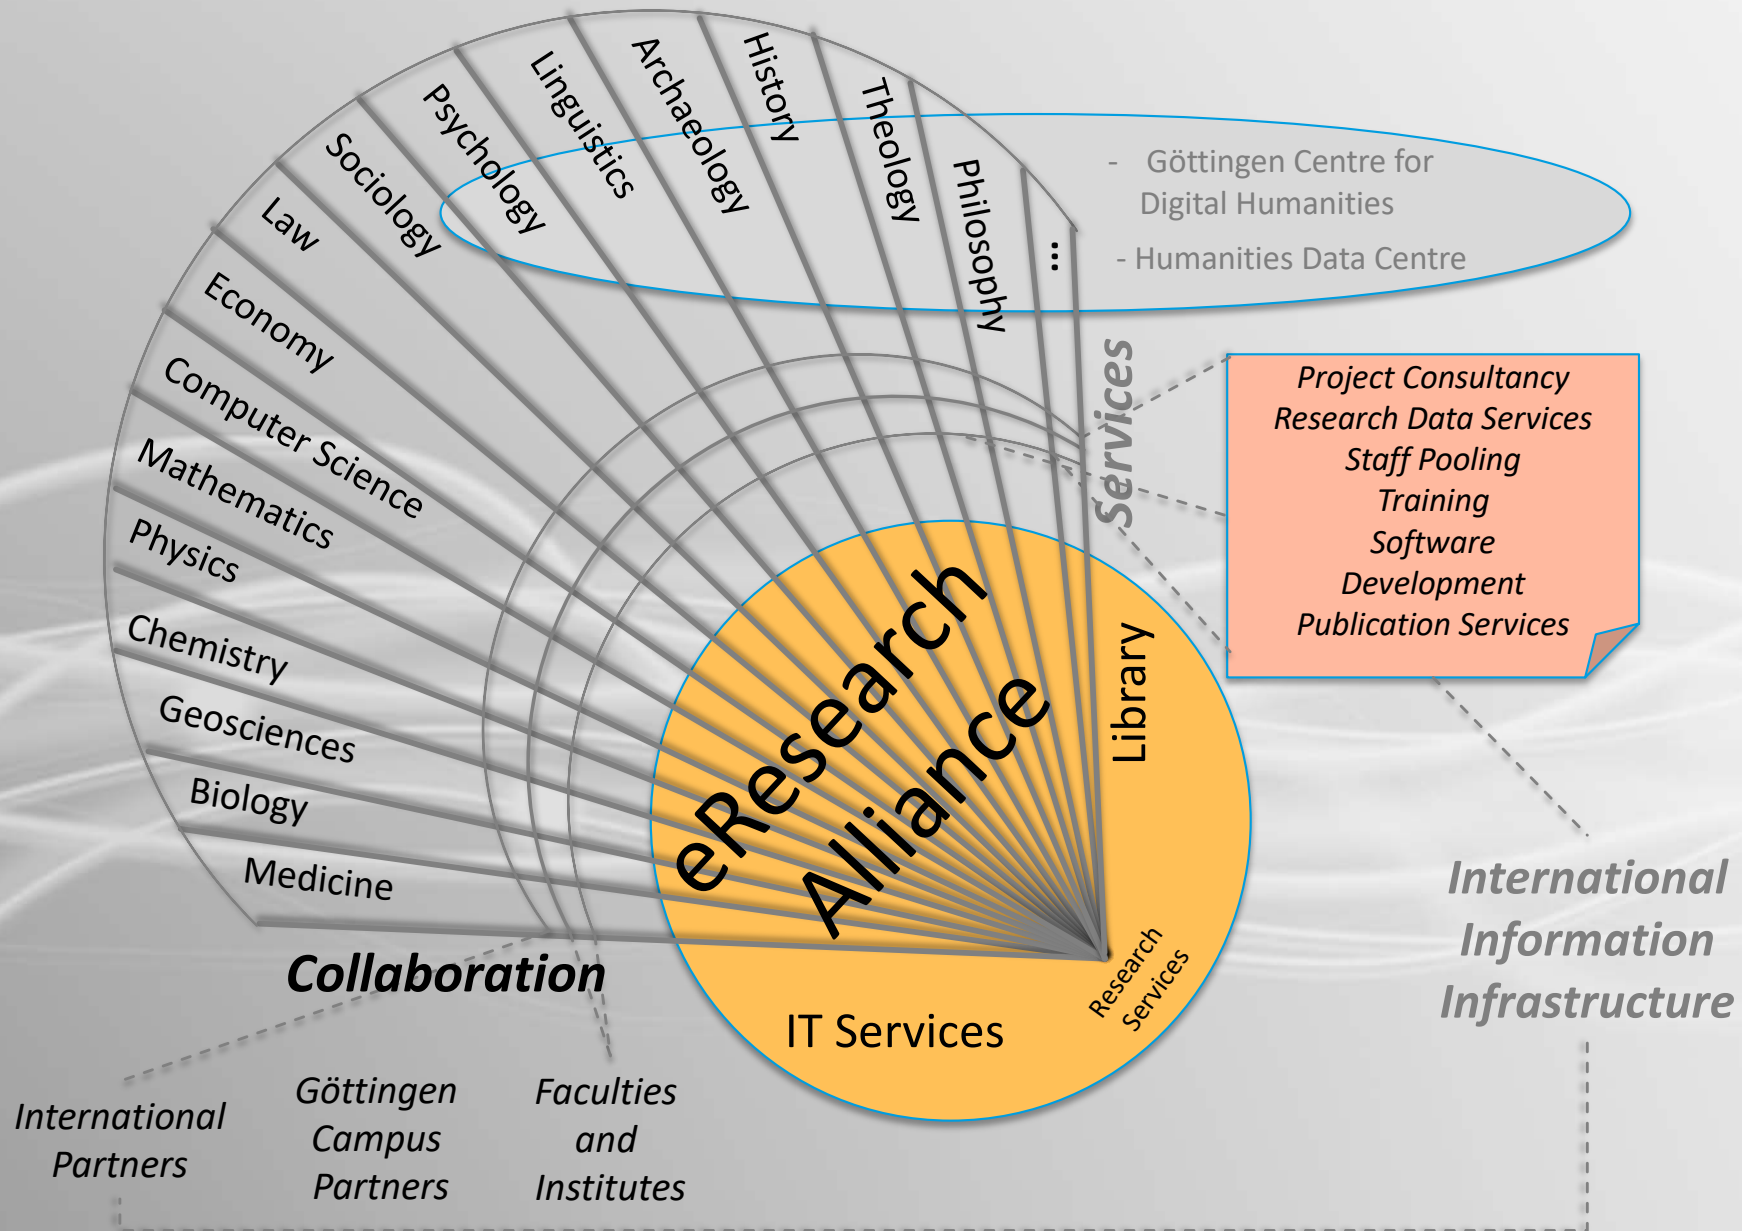 Medicine
Biology
Geosciences
Chemistry
Physics
Mathematics
Computer Science
Economy
Law
Sociology
Psychology
Linguistics
Archaeology
History
Theology
Philosophy
...
- Göttingen Centre for
Digital Humanities
- Humanities Data Centre
Services
Project Consultancy
Research Data Services
Staff Pooling
Training
Software
Development
Publication Services
eResearch
Alliance
Library
Research
Services
IT Services
Collaboration
International
Partners
Göttingen
Campus
Partners
Faculties
and
Institutes
International
Information
Infrastructure